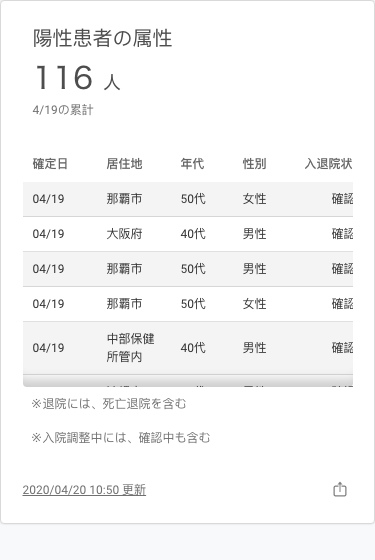 陽性患者の属性
116 人
4/19の累計
確定日 居住地 年代 性別 入退院状
04/19 那覇市 50代 女性 確認
04/19 大阪府 40代 男性 確認
04/19 那覇市 50代 男性 確認
04/19 那覇市 50代 女性 確認
04/19 中部保健所管内 40代 男性 確認
※退院には、死亡退院を含む
※入院調整中には、確認中も含む
2020/04/20 10:50 更新